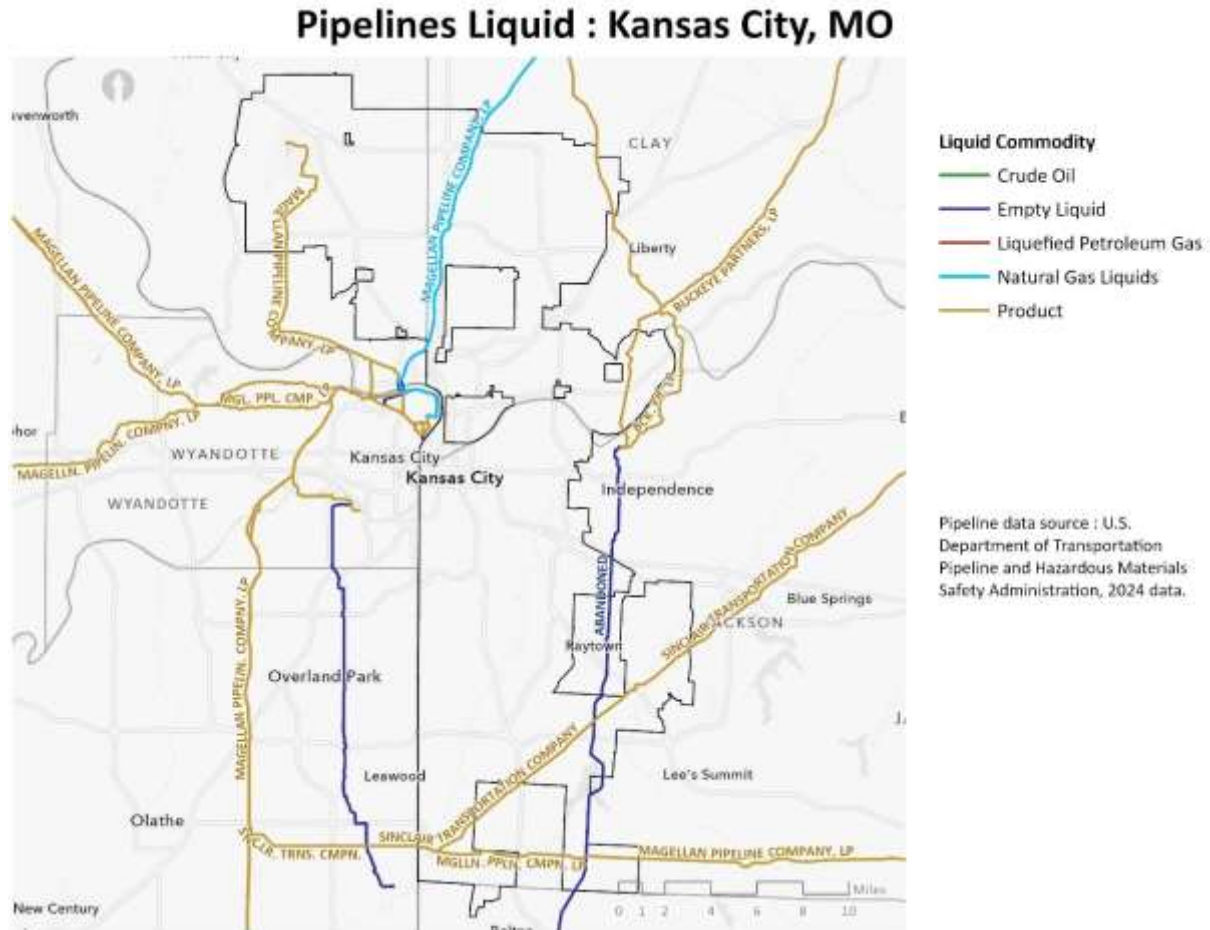 Pipelines Liquid : Kansas City, MO
CLAY
MAGELLAN PIPELINE COMPANY, LP
MAGELLAN PIPELINE COMPANY, LP
MAGELLAN PIPELINE COMPANY, LP
Liberty
BUCKEYE PARTNERS, LP
MGL. PPL. CMP
LP
MAGELLN. PIPELIN. COMPANY, LP
WYANDOTTE
Kansas City
Kansas City
WYANDOTTE
Independence
ABANDONED
Blue Springs
SINCLAIR TRANSPORTATION COMPANY
Raytown
MAGELLAN PIPELIN. COMPNY, LP
Overland Park
Leawood
Lee's Summit
Olathe
SINCLAIR TRANSPORTATION COMPANY
SNCLR. TRNS. CMPN.
MGLLN. PPLN. CMPN. LP
MAGELLAN PIPELINE COMPANY, LP
New Century
Miles
0 1 2 4 6 8 10
Liquid Commodity
Crude Oil
Empty Liquid
Liquefied Petroleum Gas
Natural Gas Liquids
Product
Pipeline data source : U.S.
Department of Transportation
Pipeline and Hazardous Materials
Safety Administration, 2024 data.